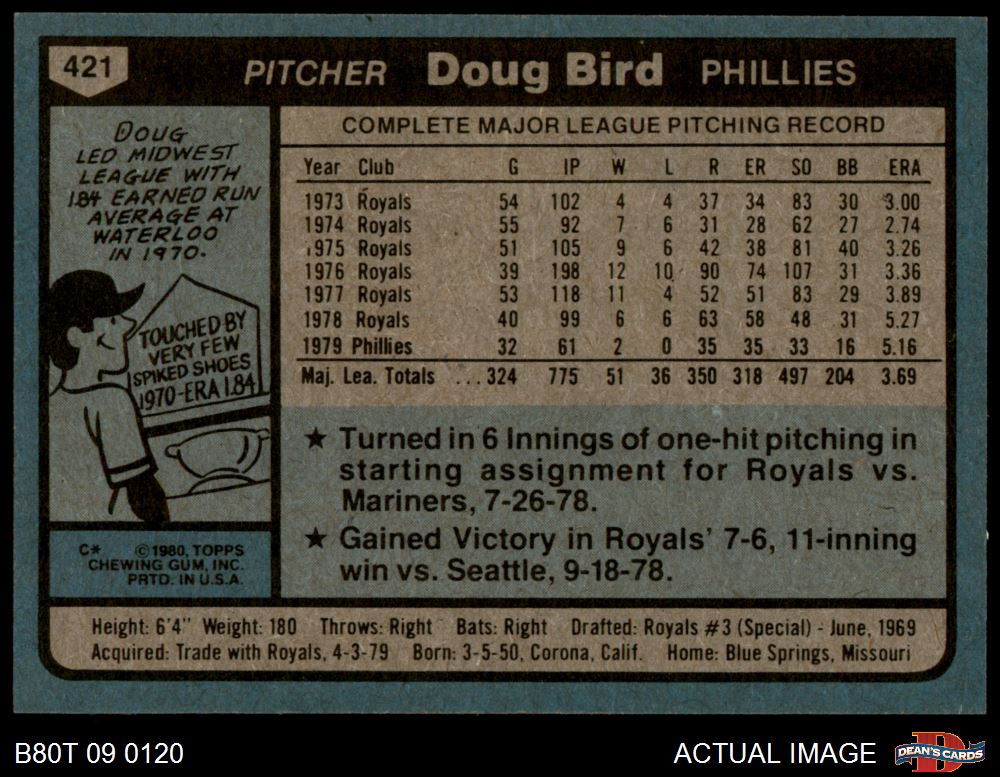 421
PITCHER Doug Bird PHILLIES
DOUG
LED MIDWEST
LEAGUE WITH
1.84 EARNED RUN
AVERAGE AT
WATERLOO
IN 1970.
TOUCHED BY
VERY FEW
SPIKED SHOES
1970-ERA 1.84
C* ©1980, TOPPS
CHEWING GUM, INC.
PRTD. IN U.S.A.
COMPLETE MAJOR LEAGUE PITCHING RECORD
Year Club G IP W L R ER SO BB ERA
1973 Royals 54 102 4 4 37 34 83 30 3.00
1974 Royals 55 92 7 6 31 28 62 27 2.74
1975 Royals 51 105 9 6 42 38 81 40 3.26
1976 Royals 39 198 12 10 90 74 107 31 3.36
1977 Royals 53 118 11 4 52 51 83 29 3.89
1978 Royals 40 99 6 6 63 58 48 31 5.27
1979 Phillies 32 61 2 0 35 35 33 16 5.16
Maj. Lea. Totals ...324 775 51 36 350 318 497 204 3.69
★ Turned in 6 Innings of one-hit pitching in
starting assignment for Royals vs.
Mariners, 7-26-78.
★ Gained Victory in Royals' 7-6, 11-inning
win vs. Seattle, 9-18-78.
Height: 6'4" Weight: 180 Throws: Right Bats: Right Drafted: Royals #3 (Special) - June, 1969
Acquired: Trade with Royals, 4-3-79 Born: 3-5-50, Corona, Calif. Home: Blue Springs, Missouri
B80T 09 0120
ACTUAL IMAGE
DEAN'S CARDS